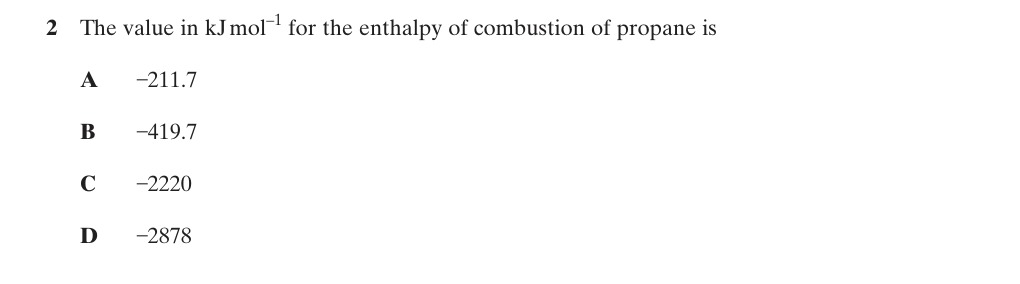 2 The value in kJ mol⁻¹ for the enthalpy of combustion of propane is
A −211.7
B −419.7
C −2220
D −2878